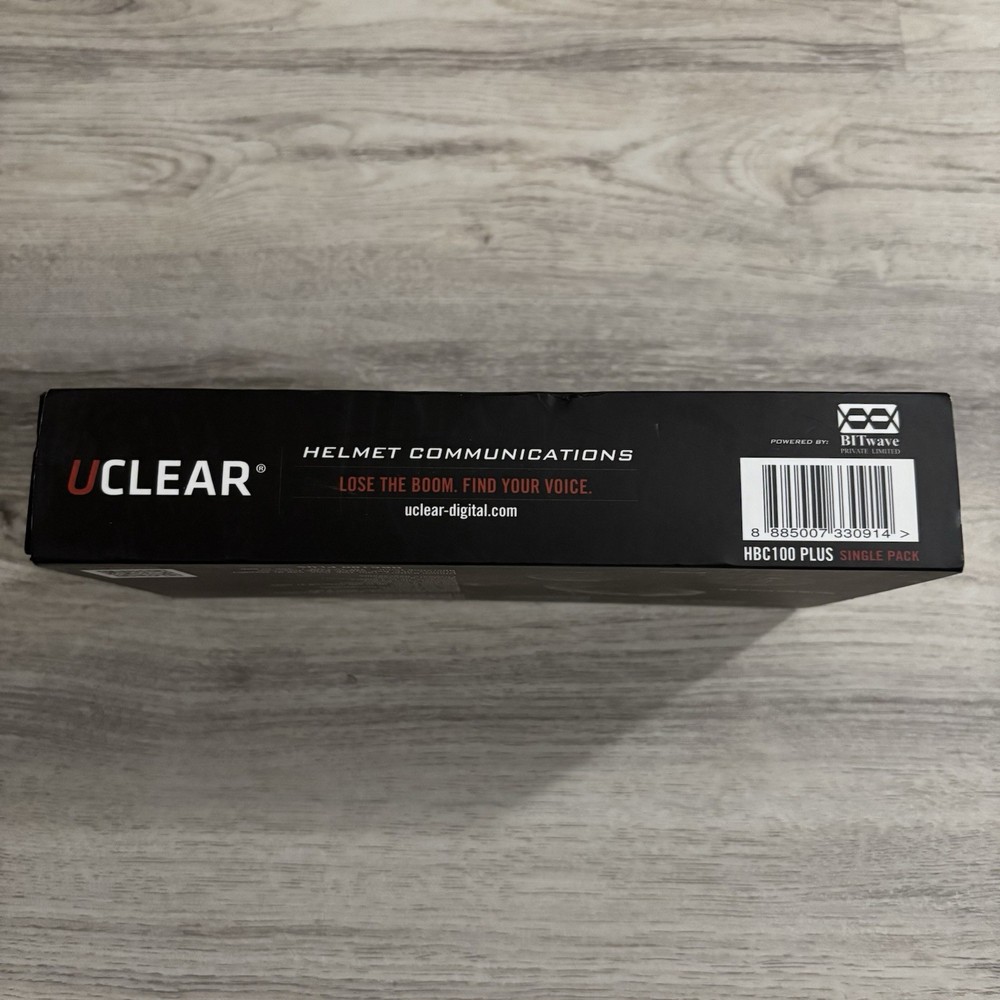 UCLEAR®
HELMET COMMUNICATIONS
LOSE THE BOOM. FIND YOUR VOICE.
uclear-digital.com
POWERED BY:
BITwave
PRIVATE LIMITED
8 885007 330914 >
HBC100 PLUS SINGLE PACK